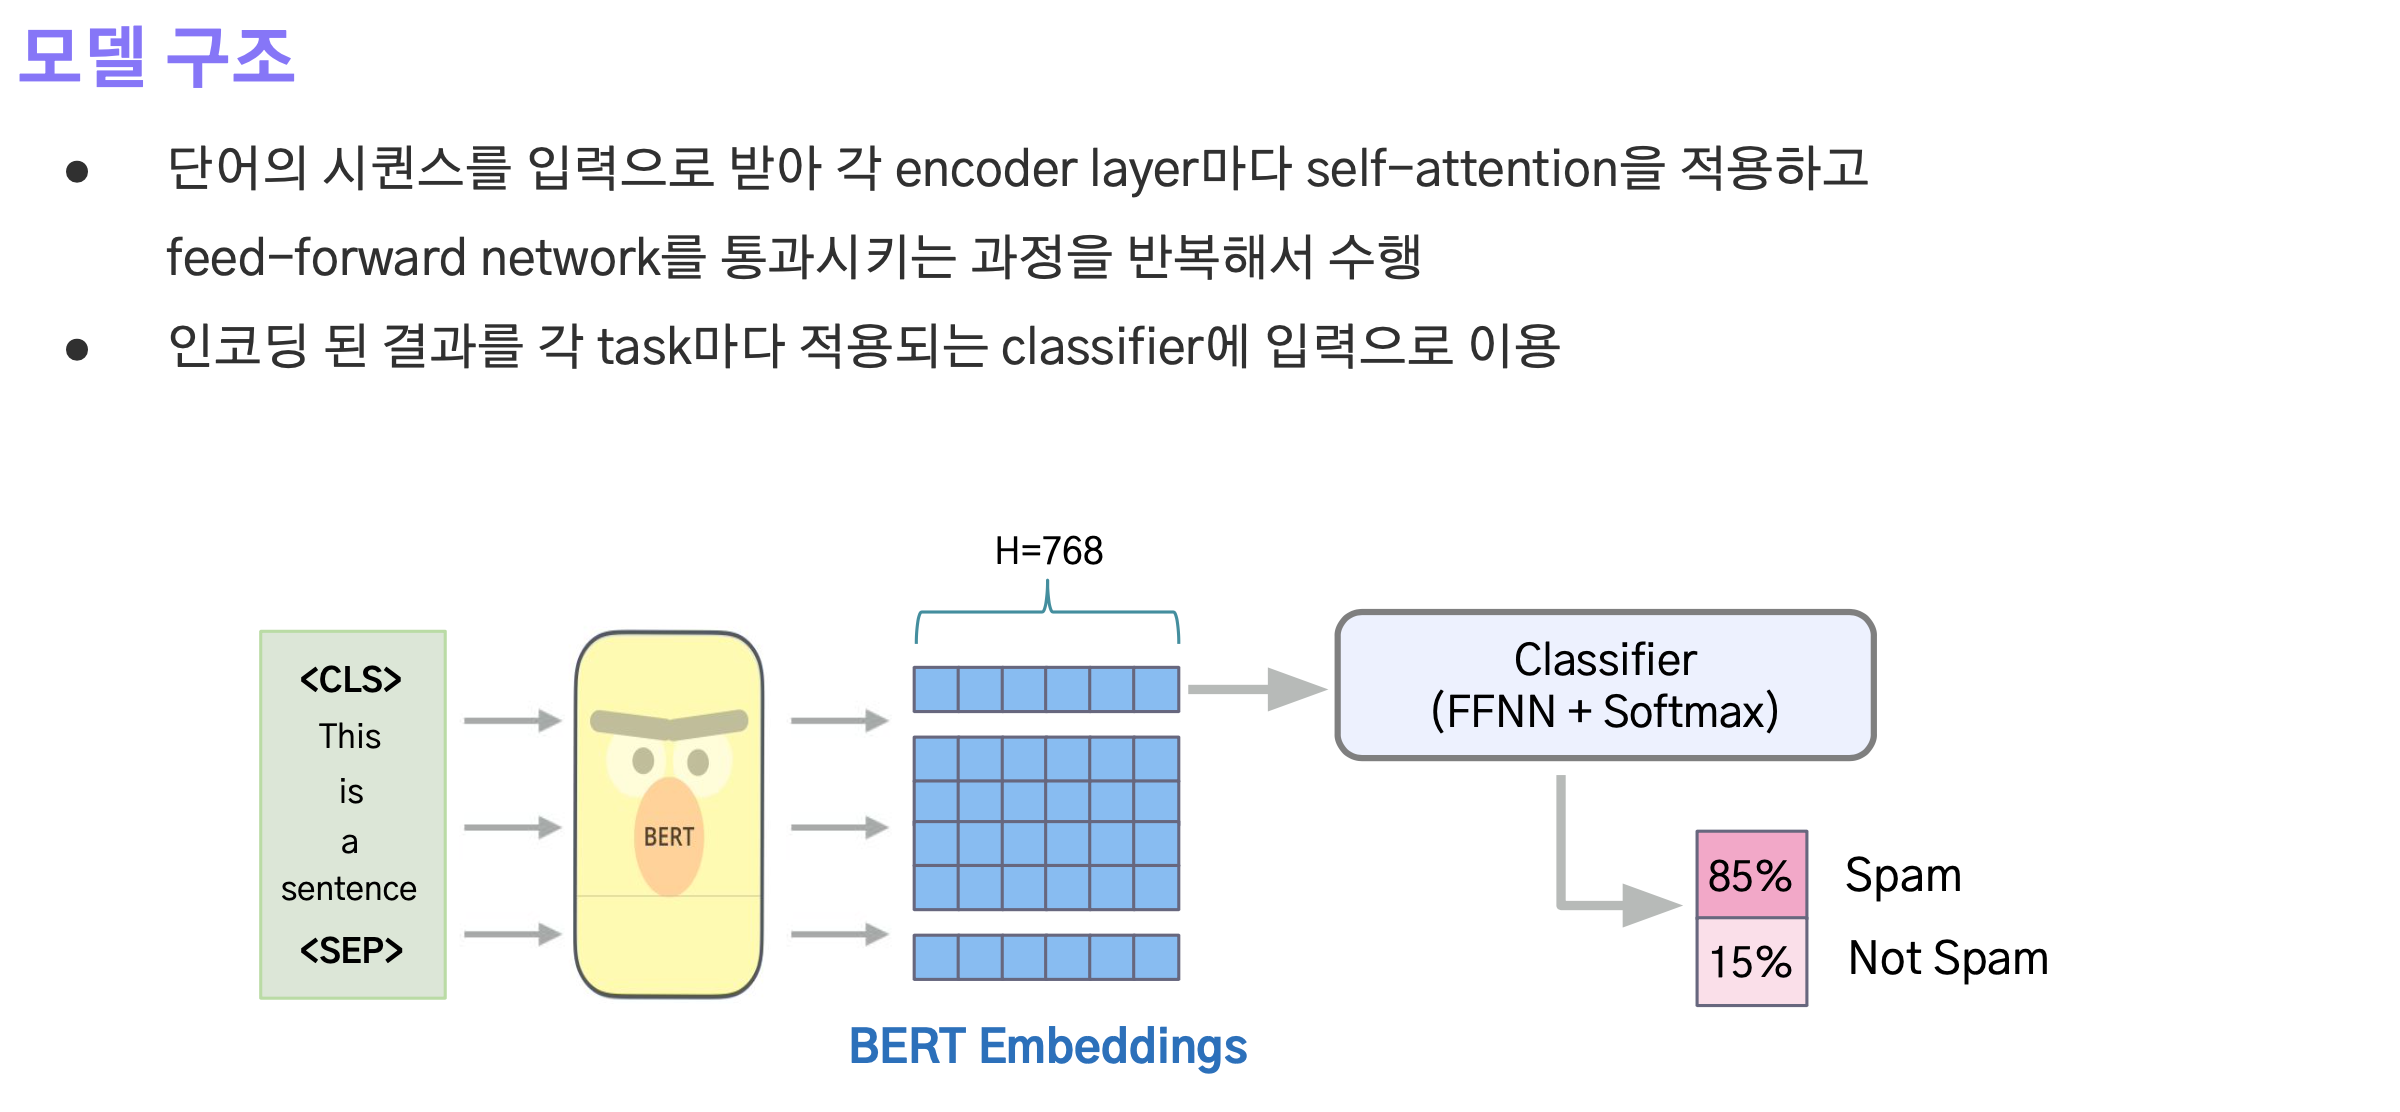 모델 구조
● 단어의 시퀀스를 입력으로 받아 각 encoder layer마다 self-attention을 적용하고
feed-forward network를 통과시키는 과정을 반복해서 수행
● 인코딩 된 결과를 각 task마다 적용되는 classifier에 입력으로 이용
H=768
<CLS>
This
is
a
sentence
<SEP>
BERT
BERT Embeddings
Classifier
(FFNN + Softmax)
85% Spam
15% Not Spam